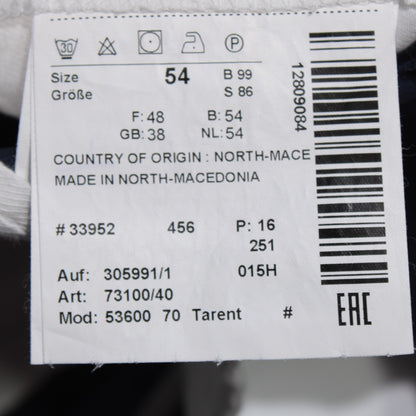 30 P
Size 54 B 99
Größe S 86
F: 48 B: 54
GB: 38 NL: 54
COUNTRY OF ORIGIN : NORTH-MACE
MADE IN NORTH-MACEDONIA
# 33952 456 P: 16
251
Auf: 305991/1 015H
Art: 73100/40
Mod: 53600 70 Tarent #
12809084
EAC